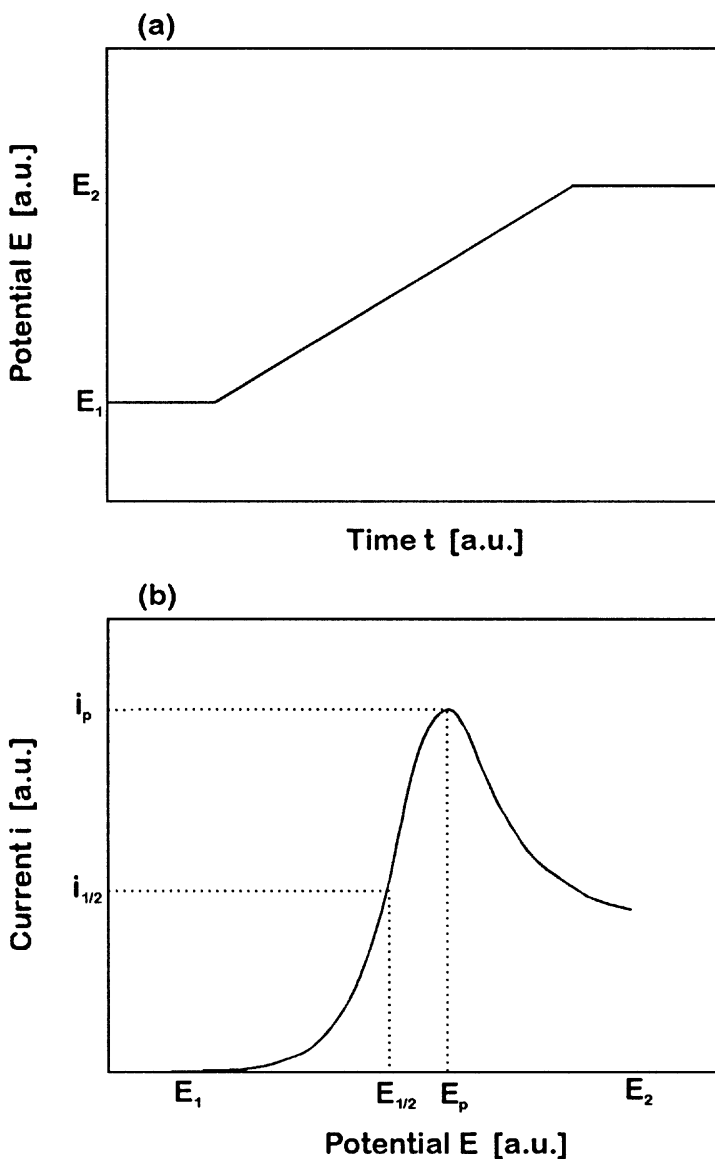 (a)
Potential E [a.u.]
E₂
E₁
Time t [a.u.]
(b)
Current i [a.u.]
iₚ
i₁/₂
E₁ E₁/₂ Eₚ E₂
Potential E [a.u.]